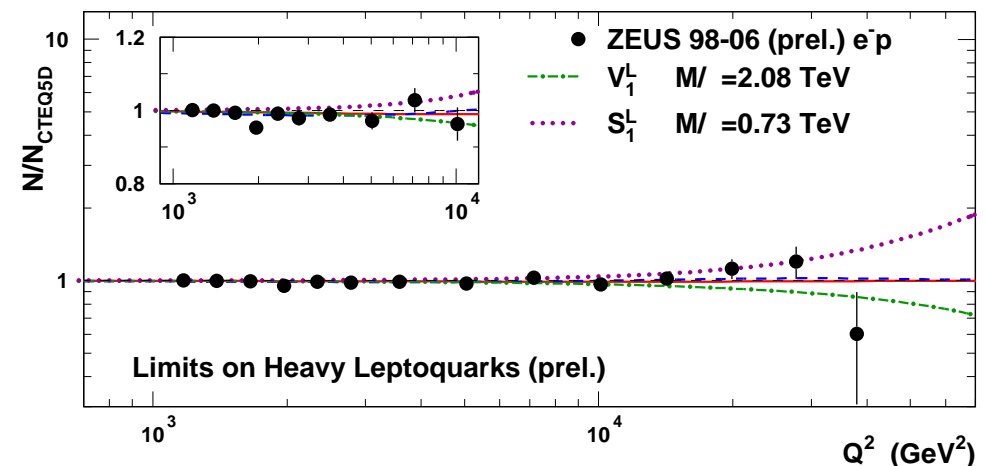 N/N_CTEQ5D
10
1
1.2
1
0.8
10^3
10^4
ZEUS 98-06 (prel.) e^-p
V_1^L M/ =2.08 TeV
S_1^L M/ =0.73 TeV
Limits on Heavy Leptoquarks (prel.)
10^3
10^4
Q^2 (GeV^2)